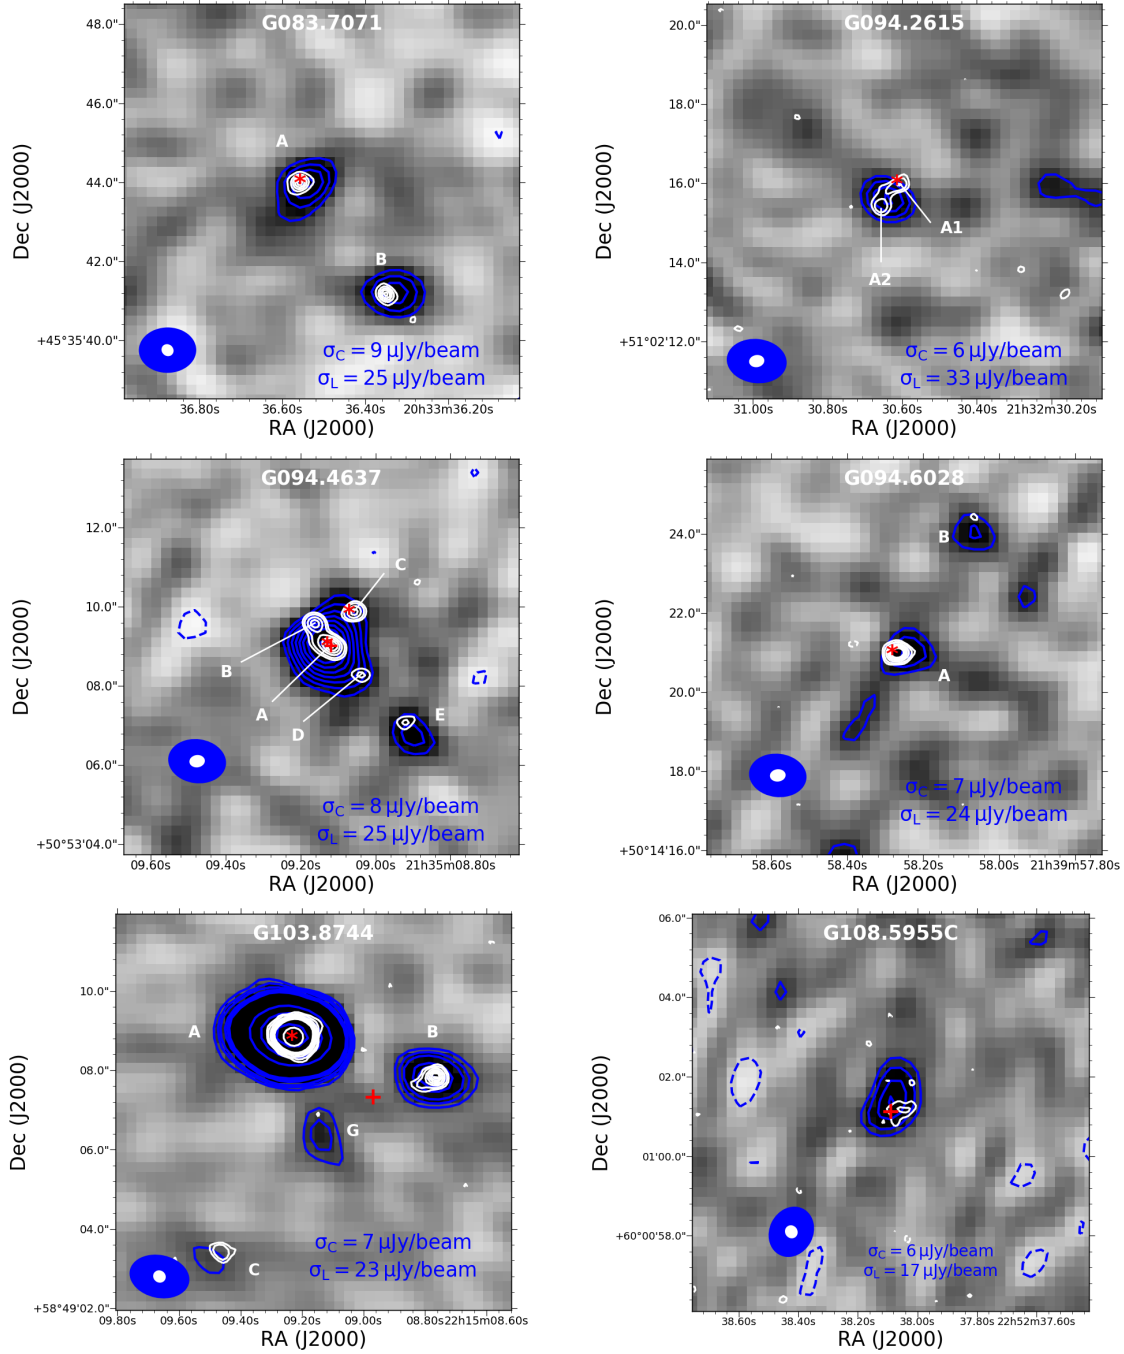 G083.7071
48.0"
46.0"
44.0"
42.0"
+45°35'40.0"
Dec (J2000)
A
B
σC = 9 μJy/beam
σL = 25 μJy/beam
36.80s 36.60s 36.40s 20h33m36.20s
RA (J2000)
G094.2615
20.0"
18.0"
16.0"
14.0"
+51°02'12.0"
Dec (J2000)
A1
A2
σC = 6 μJy/beam
σL = 33 μJy/beam
31.00s 30.80s 30.60s 30.40s 21h32m30.20s
RA (J2000)
G094.4637
12.0"
10.0"
08.0"
06.0"
+50°53'04.0"
Dec (J2000)
C
B
A
D
E
σC = 8 μJy/beam
σL = 25 μJy/beam
09.60s 09.40s 09.20s 09.00s 21h35m08.80s
RA (J2000)
G094.6028
24.0"
22.0"
20.0"
18.0"
+50°14'16.0"
Dec (J2000)
B
A
σC = 7 μJy/beam
σL = 24 μJy/beam
58.60s 58.40s 58.20s 58.00s 21h39m57.80s
RA (J2000)
G103.8744
10.0"
08.0"
06.0"
04.0"
+58°49'02.0"
Dec (J2000)
A
B
G
C
σC = 7 μJy/beam
σL = 23 μJy/beam
09.80s 09.60s 09.40s 09.20s 09.00s 08.80s 22h15m08.60s
RA (J2000)
G108.5955C
06.0"
04.0"
02.0"
01'00.0"
+60°00'58.0"
Dec (J2000)
σC = 6 μJy/beam
σL = 17 μJy/beam
38.60s 38.40s 38.20s 38.00s 37.80s 22h52m37.60s
RA (J2000)